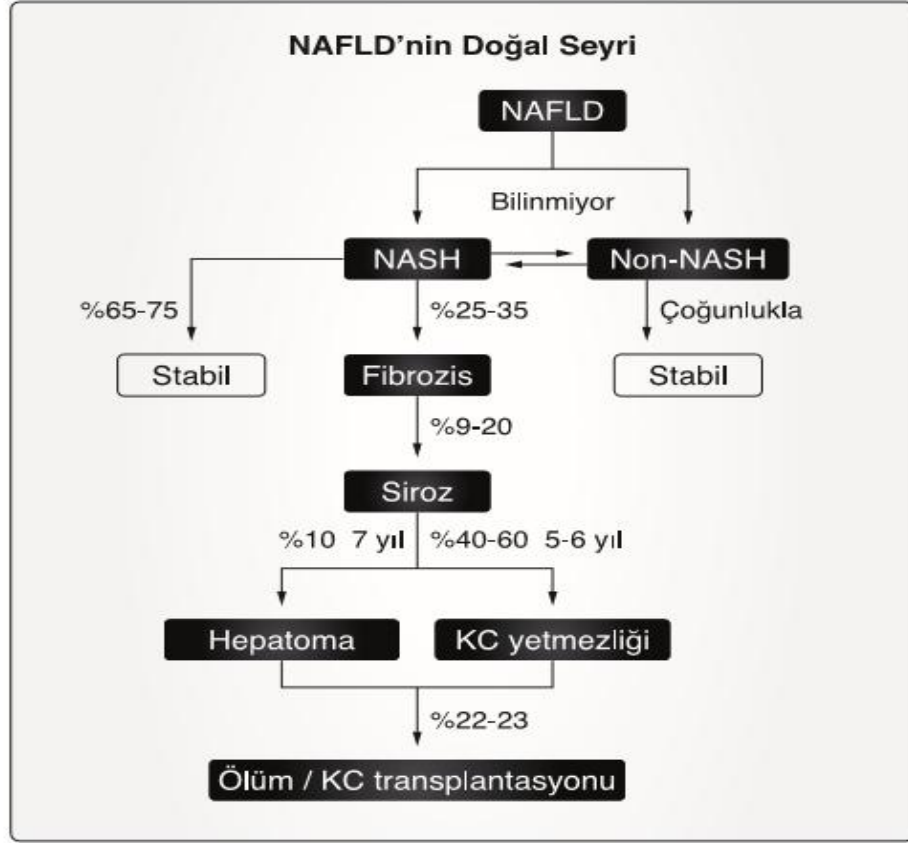 NAFLD'nin Doğal Seyri
NAFLD
Bilinmiyor
NASH
Non-NASH
%65-75
%25-35
Çoğunlukla
Stabil
Fibrozis
Stabil
%9-20
Siroz
%10 7 yıl
%40-60 5-6 yıl
Hepatoma
KC yetmezliği
%22-23
Ölüm / KC transplantasyonu